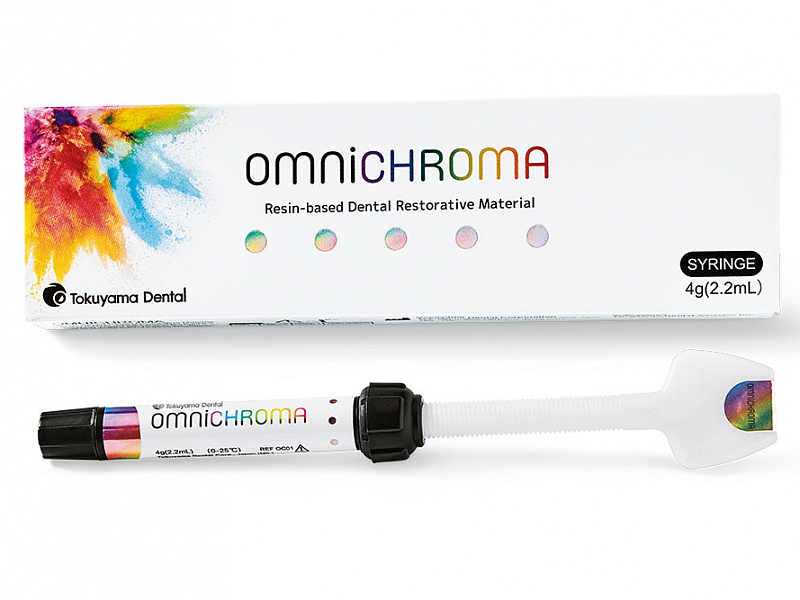 omniCHROMA
Resin-based Dental Restorative Material
SYRINGE
4g(2.2mL)
Tokuyama Dental
Tokuyama Dental
omniCHROMA
4g(2.2mL) (0-25℃) REF OC01
OMNICHROMA